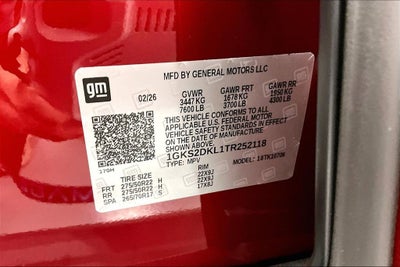 gm
MFD BY GENERAL MOTORS LLC
02/26 GVWR GAWR FRT GAWR RR
3447 KG 1678 KG 1950 KG
7600 LB 3700 LB 4300 LB
THIS VEHICLE CONFORMS TO ALL
APPLICABLE U.S. FEDERAL MOTOR
VEHICLE SAFETY STANDARDS IN EFFECT
ON THE DATE OF MANUFACTURE
SHOWN ABOVE.
1GKS2DKL1TR252118
TYPE: MPV
TIRE SIZE RIM
FRT 275/50R22 H 22X9J
RR 275/50R22 H 22X9J
SPA 265/70R17 S 17X8J